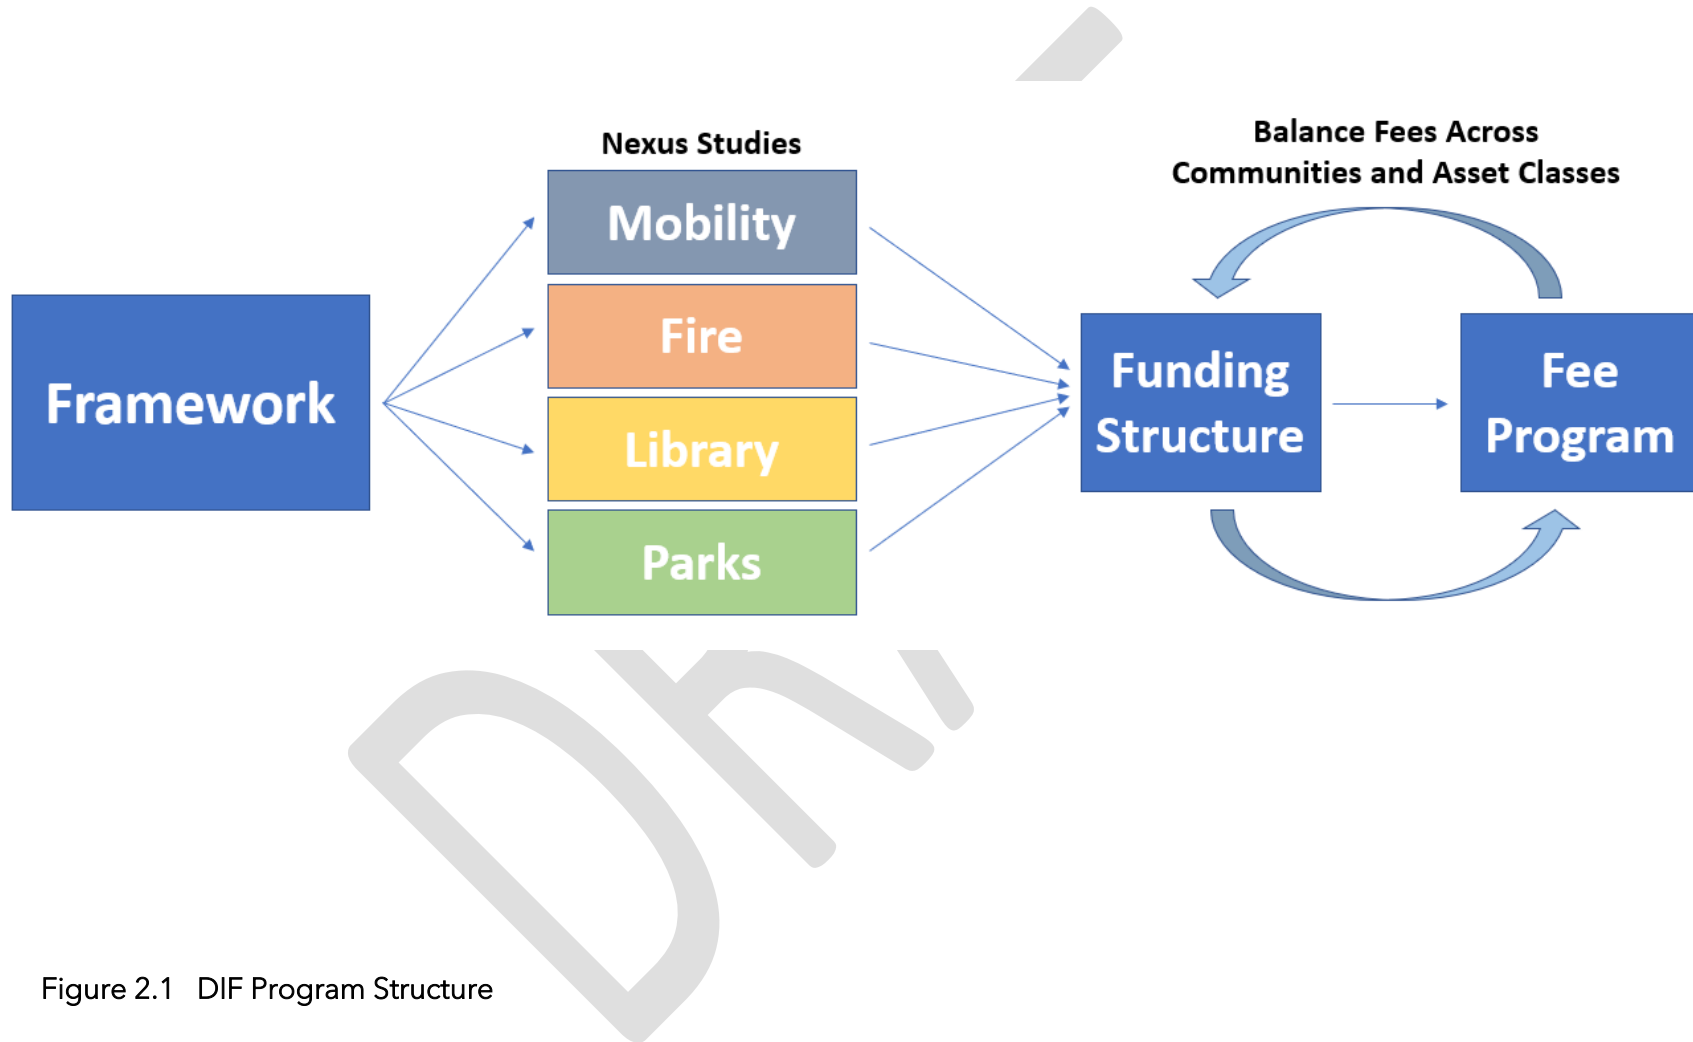 Nexus Studies
Balance Fees Across
Communities and Asset Classes
Framework
Mobility
Fire
Library
Parks
Funding
Structure
Fee
Program
Figure 2.1 DIF Program Structure